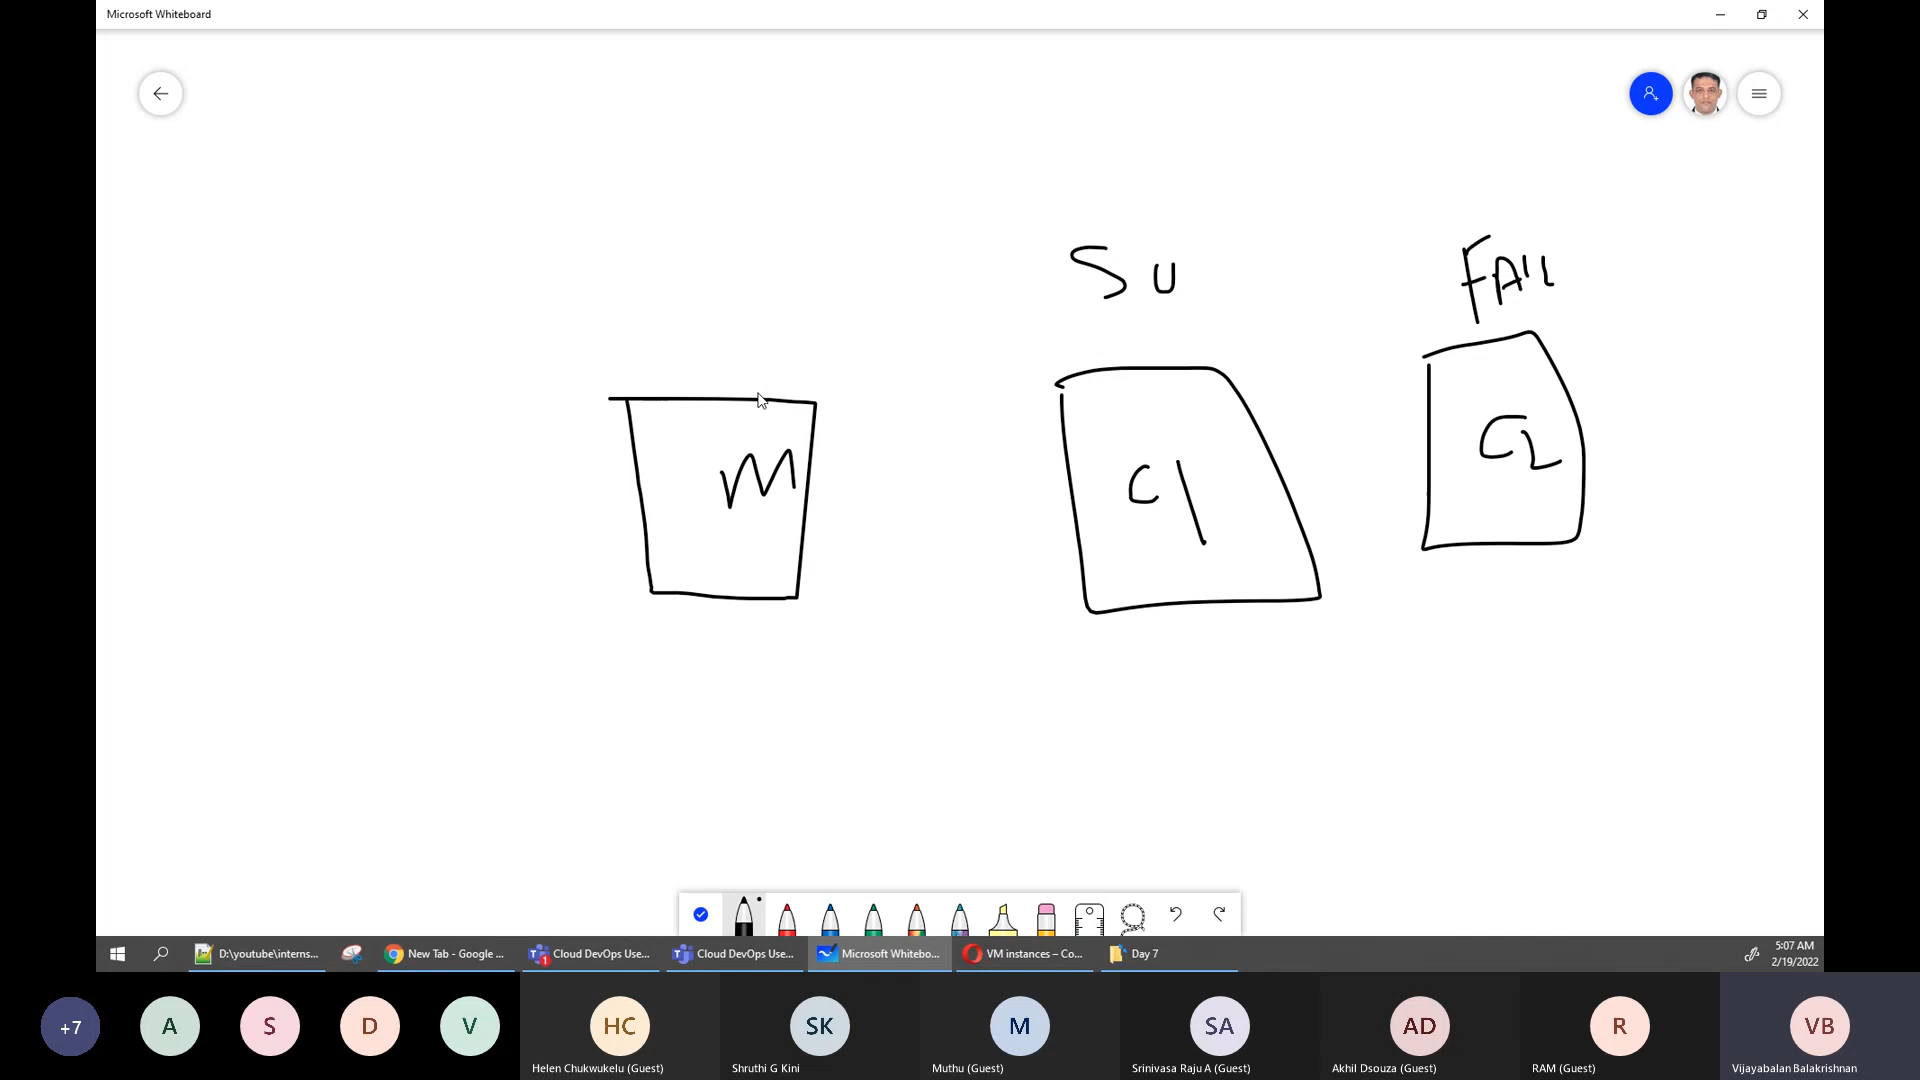 Microsoft Whiteboard
S U
FAIL
M
C1
C2
D:\youtube\interns...
New Tab - Google ...
1
Cloud DevOps Use...
Cloud DevOps Use...
Microsoft Whitebo...
VM instances – Co...
Day 7
5:07 AM
2/19/2022
+7
A
S
D
V
HC
SK
M
SA
AD
R
VB
Helen Chukwukelu (Guest)
Shruthi G Kini
Muthu (Guest)
Srinivasa Raju A (Guest)
Akhil Dsouza (Guest)
RAM (Guest)
Vijayabalan Balakrishnan